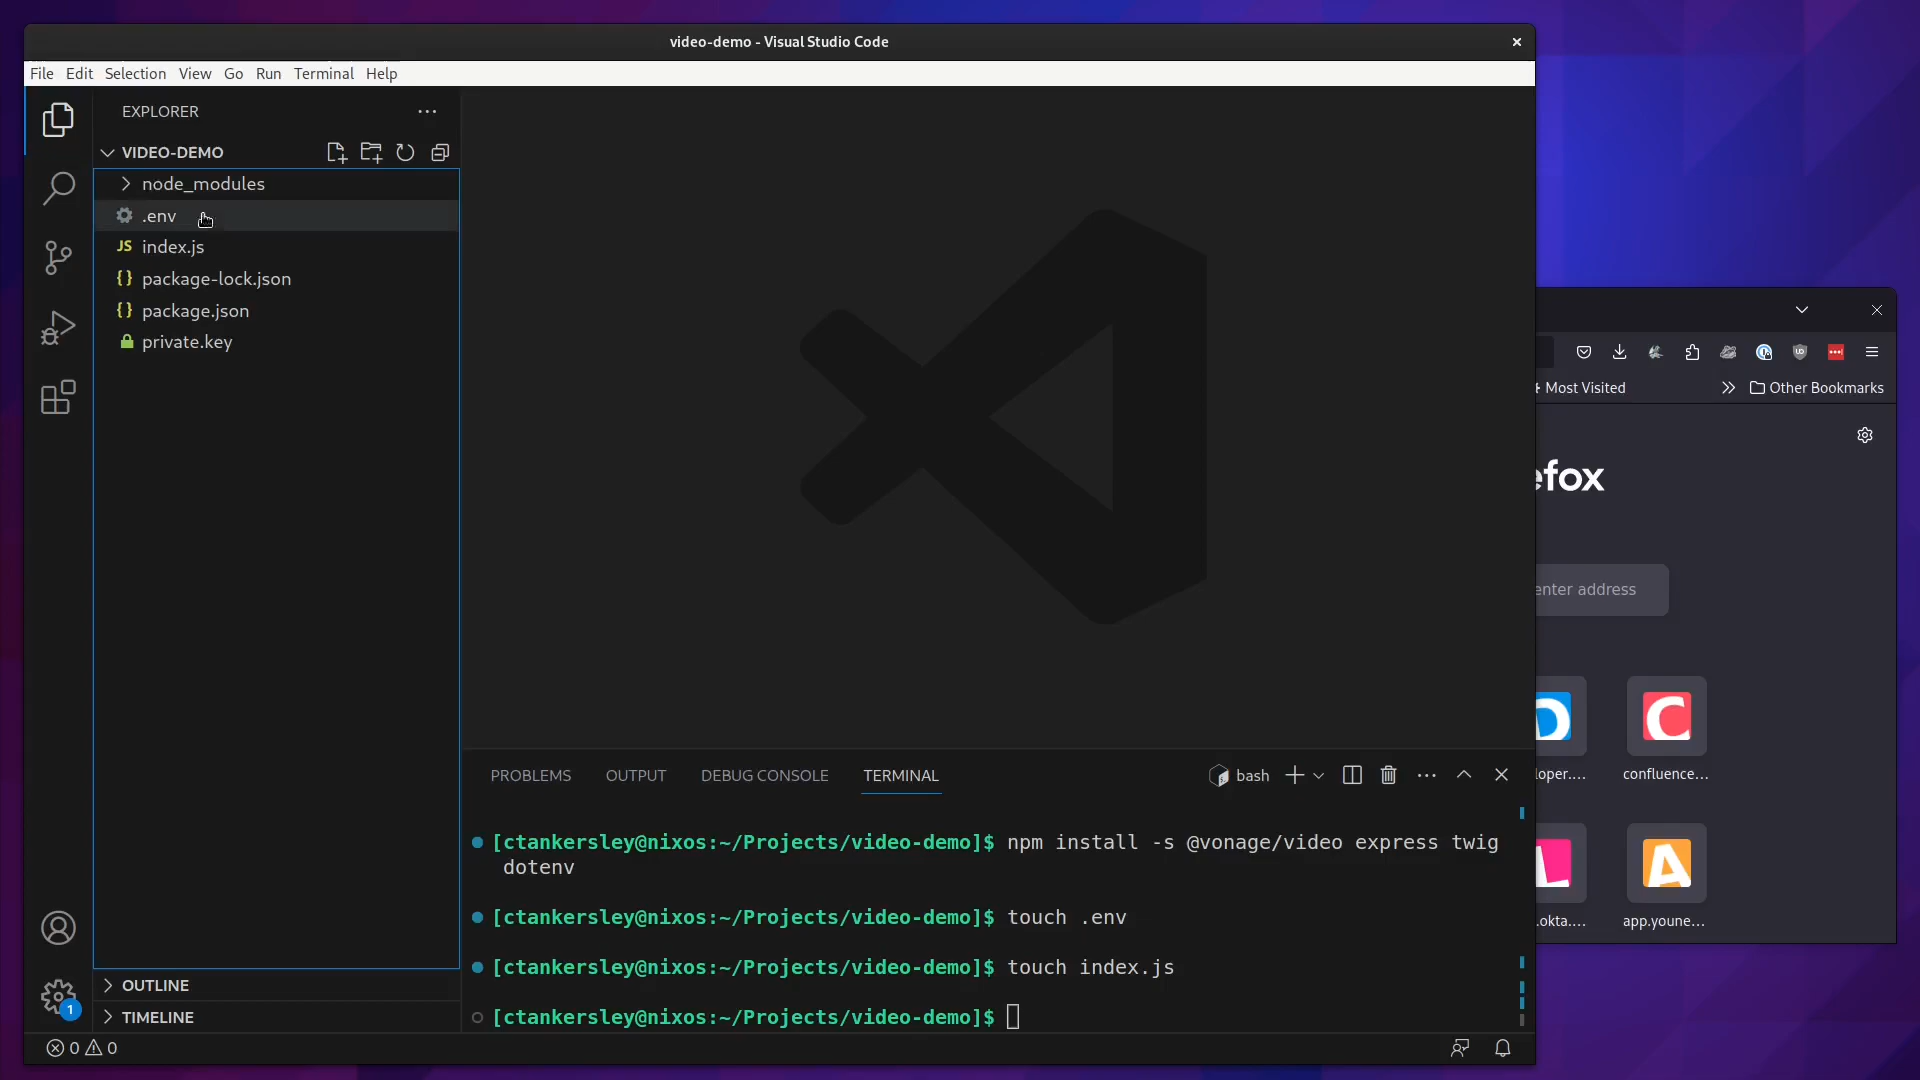 video-demo - Visual Studio Code
File Edit Selection View Go Run Terminal Help
EXPLORER
VIDEO-DEMO
node_modules
.env
JS index.js
{} package-lock.json
{} package.json
private.key
PROBLEMS OUTPUT DEBUG CONSOLE TERMINAL
bash
[ctankersley@nixos:~/Projects/video-demo]$ npm install -s @vonage/video express twig
dotenv
[ctankersley@nixos:~/Projects/video-demo]$ touch .env
[ctankersley@nixos:~/Projects/video-demo]$ touch index.js
[ctankersley@nixos:~/Projects/video-demo]$
OUTLINE
TIMELINE
1
0 0
Most Visited
Other Bookmarks
efox
enter address
D C
loper.... confluence...
L A
.okta.... app.youne...